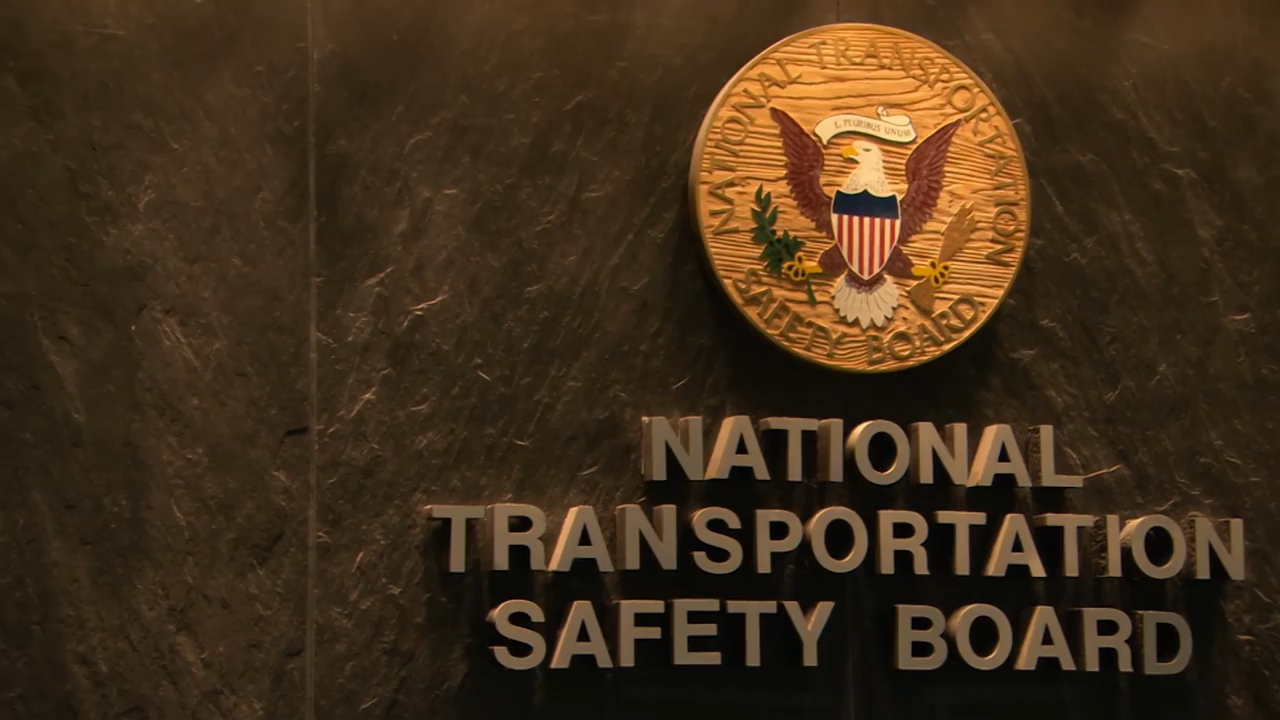 NATIONAL TRANSPORTATION
E PLURIBUS UNUM
SAFETY BOARD
NATIONAL
TRANSPORTATION
SAFETY BOARD